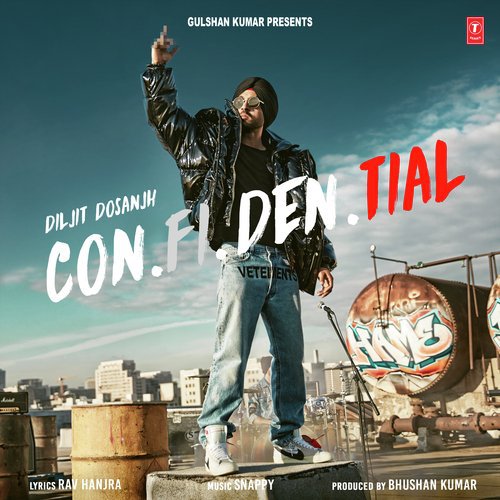 GULSHAN KUMAR PRESENTS
T
DILJIT DOSANJH
CON.FI.DEN.TIAL
VETEMENTS
HAME
LYRICS RAV HANJRA
MUSIC SNAPPY
PRODUCED BY BHUSHAN KUMAR